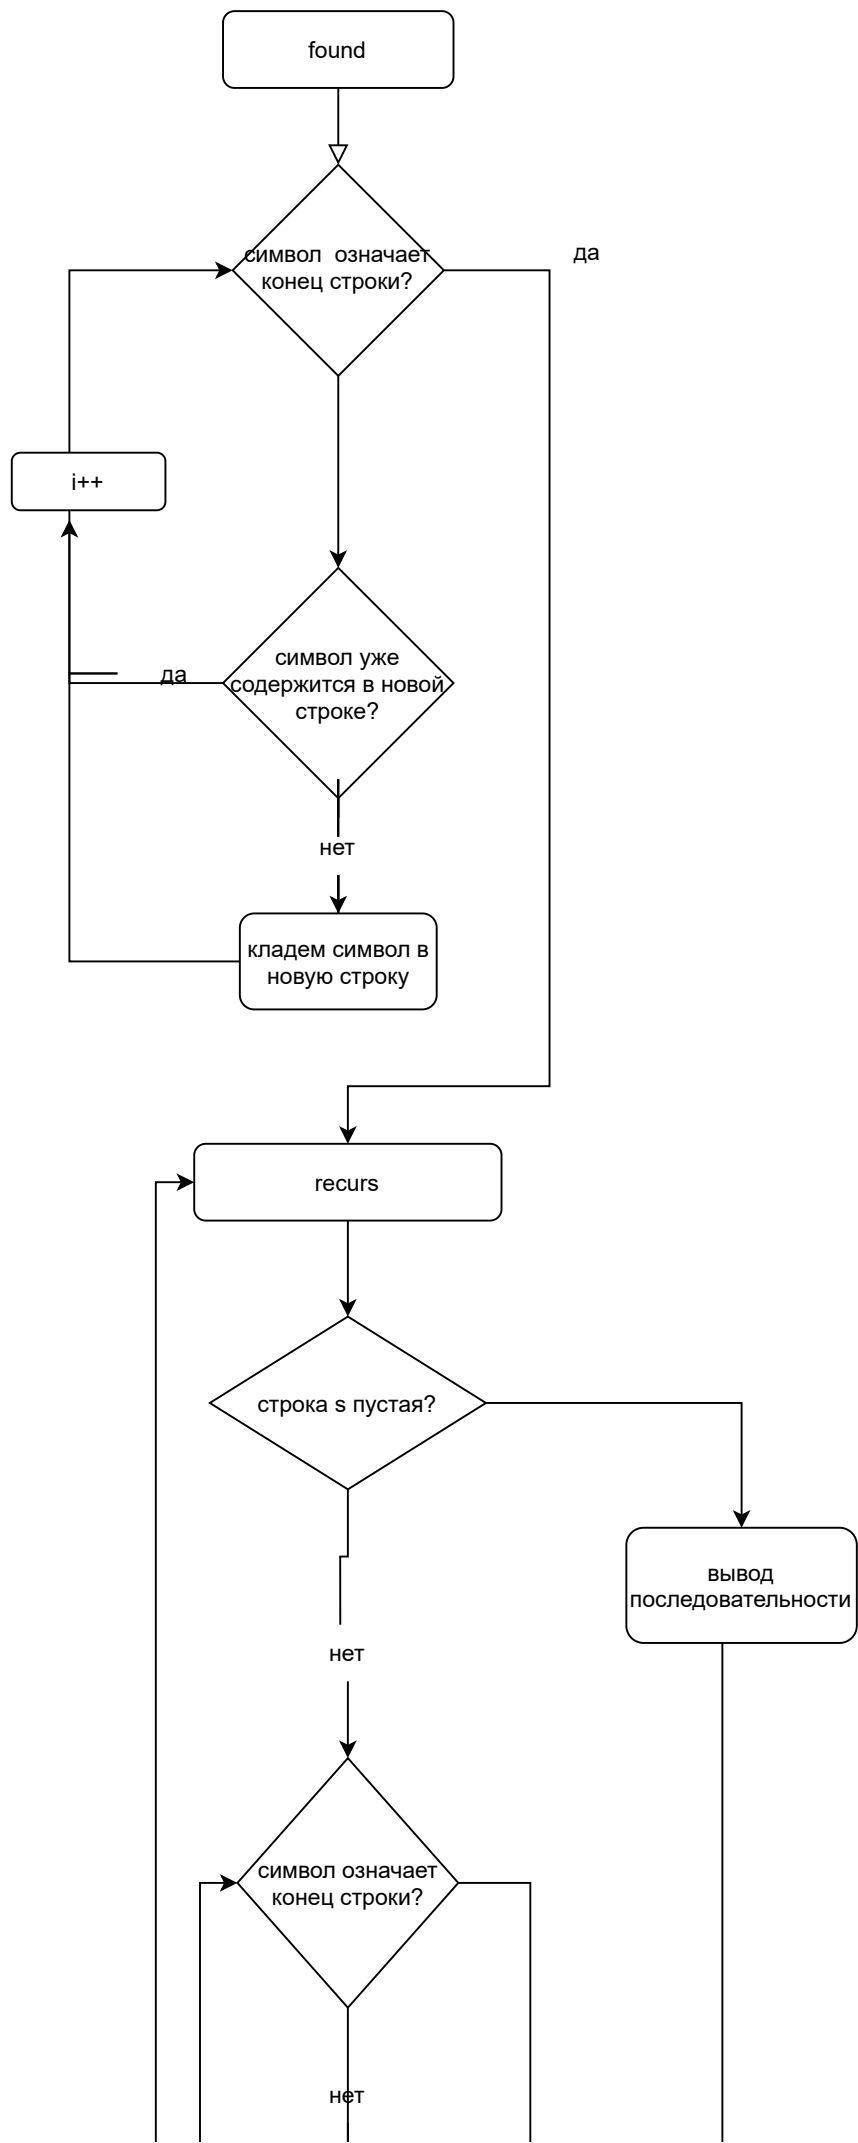 found
символ  означает
конец строки?
да
i++
символ уже
содержится в новой
строке?
да
нет
кладем символ в
новую строку
recurs
строка s пустая?
вывод
последовательности
нет
символ означает
конец строки?
нет